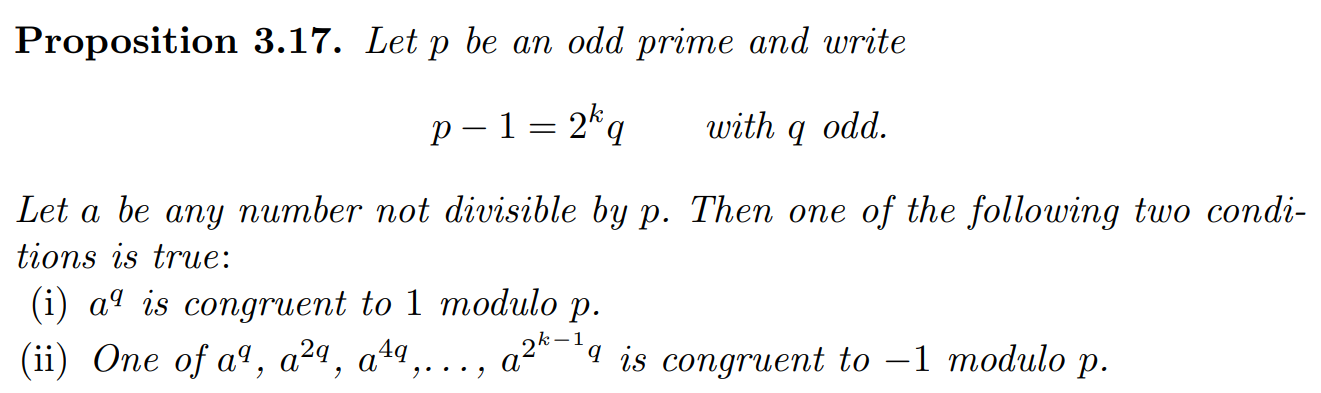 Proposition 3.17. Let p be an odd prime and write
p − 1 = 2^k q with q odd.
Let a be any number not divisible by p. Then one of the following two condi-
tions is true:
(i) a^q is congruent to 1 modulo p.
(ii) One of a^q, a^{2q}, a^{4q},..., a^{2^{k−1}q} is congruent to −1 modulo p.